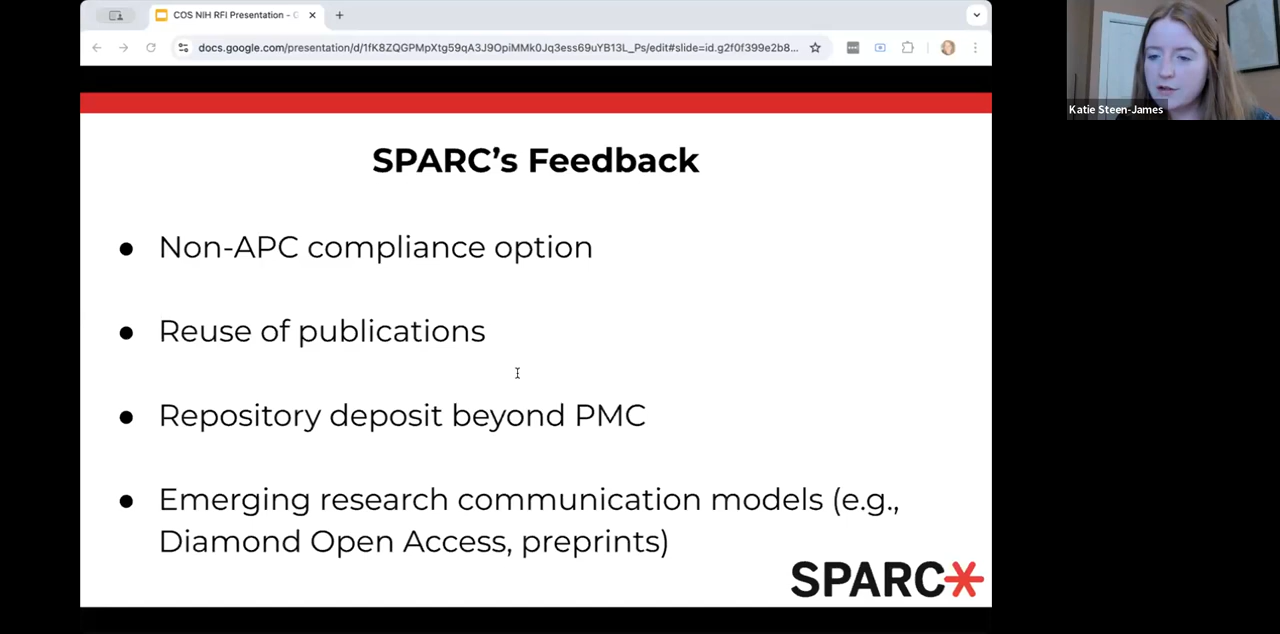 COS NIH RFI Presentation - G
docs.google.com/presentation/d/1fK8ZQGPMpXtg59qA3J9OpiMMk0Jq3ess69uYB13L_Ps/edit#slide=id.g2f0f399e2b8...
Katie Steen-James
SPARC’s Feedback
● Non-APC compliance option
● Reuse of publications
● Repository deposit beyond PMC
● Emerging research communication models (e.g.,
Diamond Open Access, preprints)
SPARC